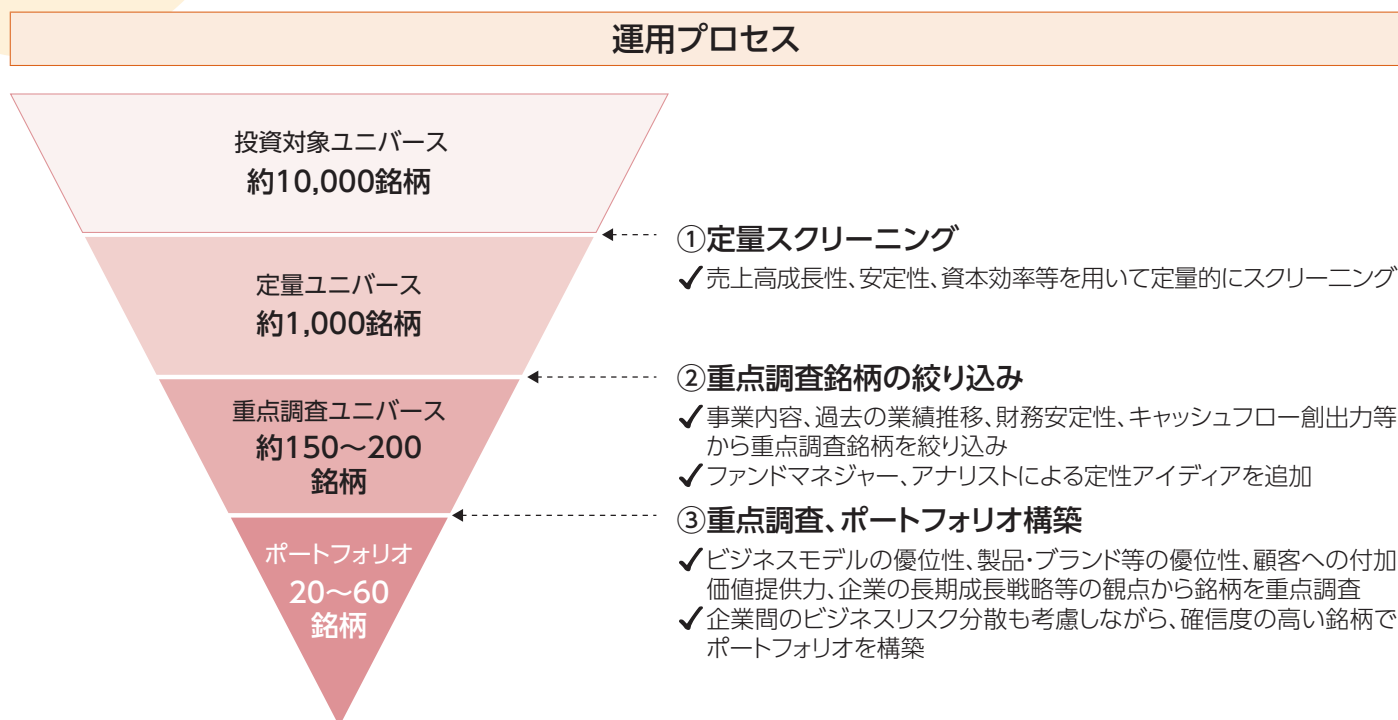 運用プロセス
投資対象ユニバース
約10,000銘柄
①定量スクリーニング
✓売上高成長性、安定性、資本効率等を用いて定量的にスクリーニング
定量ユニバース
約1,000銘柄
②重点調査銘柄の絞り込み
✓事業内容、過去の業績推移、財務安定性、キャッシュフロー創出力等
から重点調査銘柄を絞り込み
✓ファンドマネジャー、アナリストによる定性アイディアを追加
重点調査ユニバース
約150～200
銘柄
③重点調査、ポートフォリオ構築
✓ビジネスモデルの優位性、製品・ブランド等の優位性、顧客への付加
価値提供力、企業の長期成長戦略等の観点から銘柄を重点調査
✓企業間のビジネスリスク分散も考慮しながら、確信度の高い銘柄で
ポートフォリオを構築
ポートフォリオ
20～60
銘柄